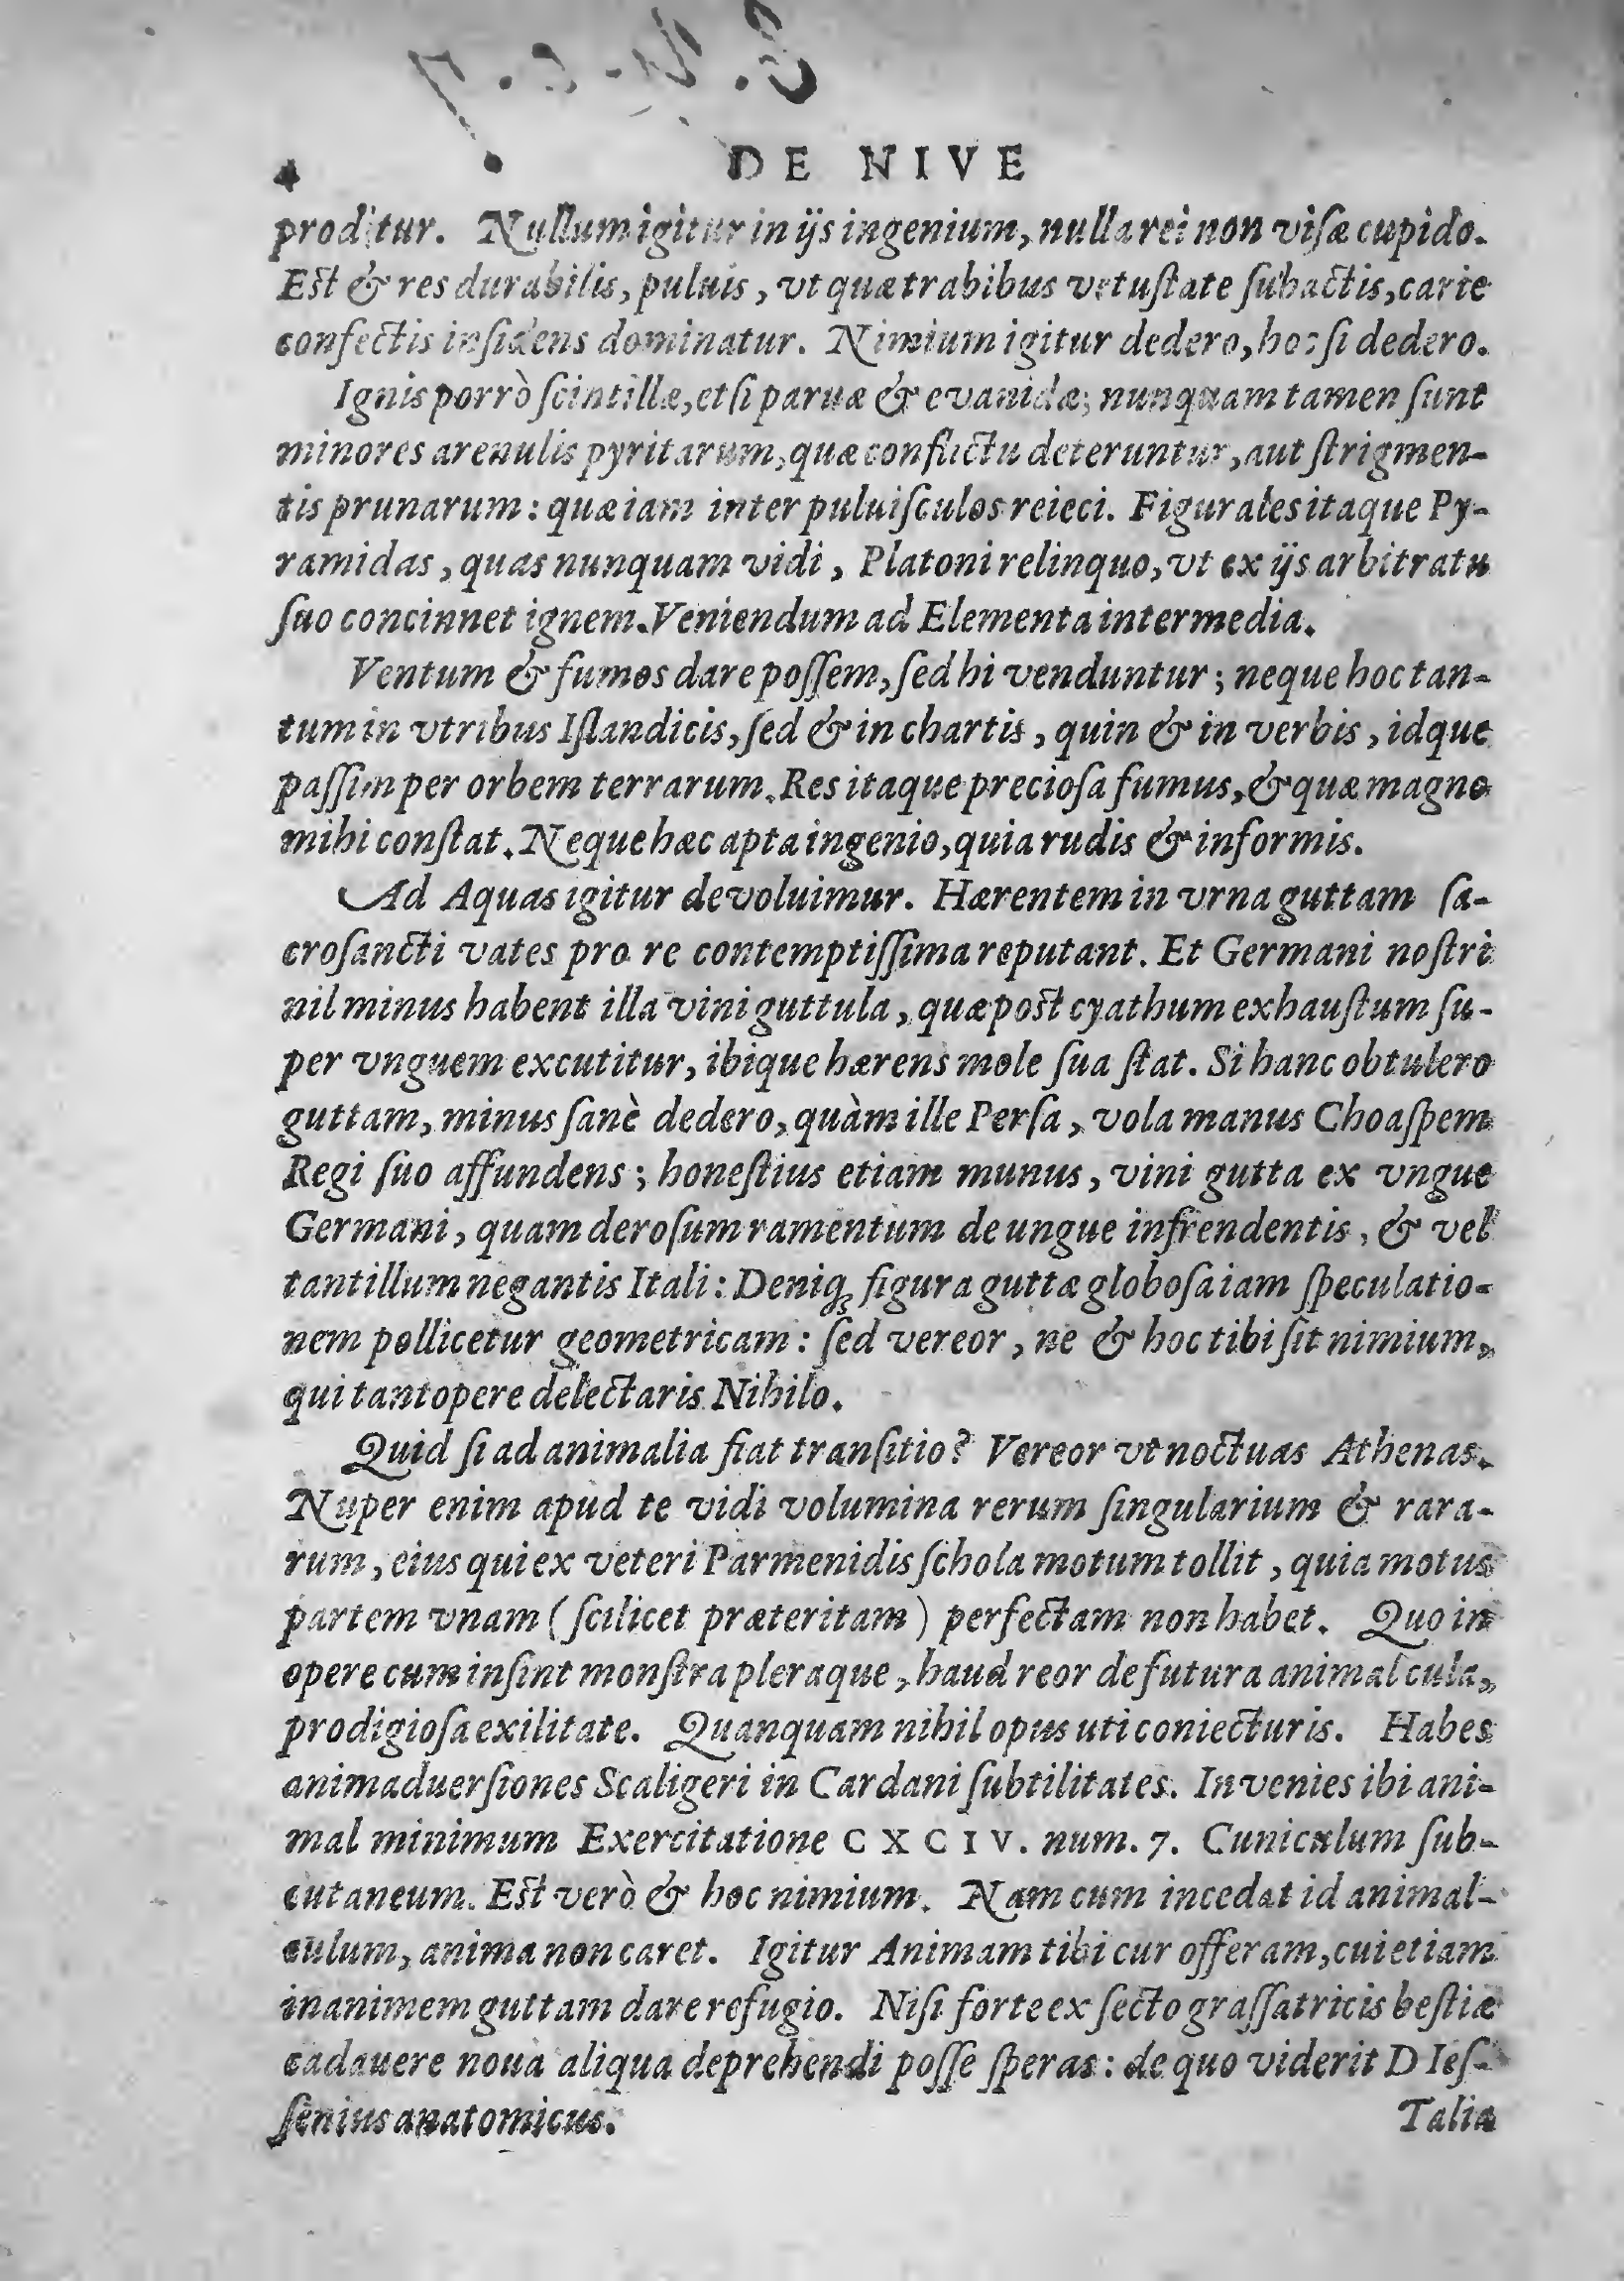 4 DE NIVE
proditur. Nullum igitur in ijs ingenium, nulla rei non visæ cupido.
Est & res durabilis, puluis, vt quæ trabibus vetustate subactis, carie
confectis insidens dominatur. Nimium igitur dedero, hoc si dedero.
Ignis porrò scintillæ, etsi paruæ & evanidæ; nunquam tamen sunt
minores arenulis pyritarum, quæ conflictu deteruntur, aut strigmen-
tis prunarum: quæ iam inter puluisculos reieci. Figurales itaque Py-
ramidas, quas nunquam vidi, Platoni relinquo, vt ex ijs arbitratu
suo concinnet ignem. Veniendum ad Elementa intermedia.
Ventum & fumos dare possem, sed hi venduntur; neque hoc tan-
tum in vtribus Islandicis, sed & in chartis, quin & in verbis, idque
passim per orbem terrarum. Res itaque preciosa fumus, & quæ magno
mihi constat. Neque hæc apta ingenio, quia rudis & informis.
Ad Aquas igitur devoluimur. Hærentem in vrna guttam sa-
crosancti vates pro re contemptissima reputant. Et Germani nostri
nil minus habent illa vini guttula, quæ post cyathum exhaustum su-
per vnguem excutitur, ibique hærens mole sua stat. Si hanc obtulero
guttam, minus sanè dedero, quàm ille Persa, vola manus Choaspem
Regi suo affundens; honestius etiam munus, vini gutta ex vngue
Germani, quam derosum ramentum de ungue infrendentis, & vel
tantillum negantis Itali: Deniq; figura guttæ globosa iam speculatio-
nem pollicetur geometricam: sed vereor, ne & hoc tibi sit nimium,
qui tantopere delectaris Nihilo.
Quid si ad animalia fiat transitio? Vereor vt noctuas Athenas.
Nuper enim apud te vidi volumina rerum singularium & rara-
rum, eius qui ex veteri Parmenidis schola motum tollit, quia motus
partem vnam (scilicet præteritam) perfectam non habet. Quo in
opere cum insint monstra pleraque, haud reor defutura animalcula,
prodigiosa exilitate. Quanquam nihil opus uti coniecturis. Habes
animaduersiones Scaligeri in Cardani subtilitates. Invenies ibi ani-
mal minimum Exercitatione CXCIV. num. 7. Cuniculum sub-
cutaneum. Est verò & hoc nimium. Nam cum incedat id animal-
culum, anima non caret. Igitur Animam tibi cur offeram, cui etiam
inanimem guttam dare refugio. Nisi forte ex secto grassatricis bestiæ
cadauere noua aliqua deprehendi posse speras: de quo viderit D Ies-
senius anatomicus.
Talia